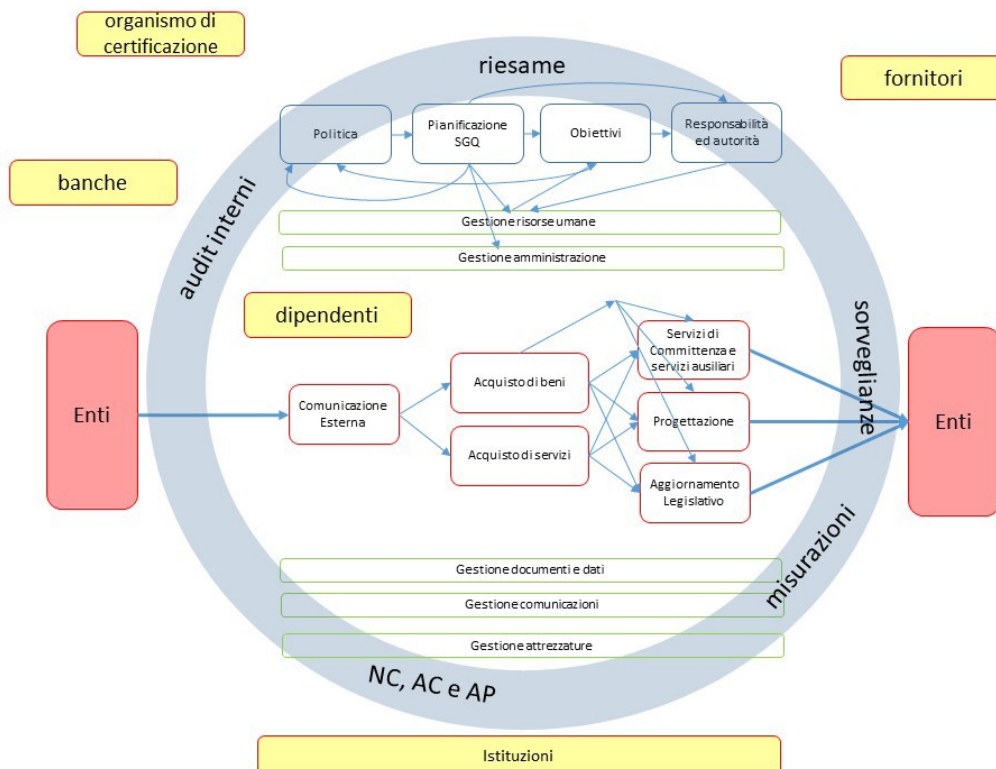 organismo di
certificazione
riesame
fornitori
Politica
Pianificazione
SGQ
Obiettivi
Responsabilità
ed autorità
banche
audit interni
Gestione risorse umane
Gestione amministrazione
dipendenti
sorveglianze
Enti
Comunicazione
Esterna
Acquisto di beni
Acquisto di servizi
Servizi di
Committenza e
servizi ausiliari
Progettazione
Aggiornamento
Legislativo
Enti
misurazioni
Gestione documenti e dati
Gestione comunicazioni
Gestione attrezzature
NC, AC e AP
Istituzioni